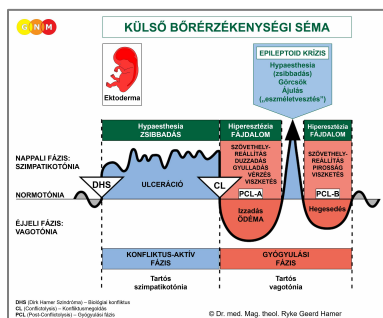 GNM
KÜLSŐ BŐRÉRZÉKENYSÉGI SÉMA
Ektoderma
EPILEPTOID KRÍZIS
Hypaesthesia
(zsibbadás)
Görcsök
Ájulás
(„eszméletvesztés”)
Hypaesthesia
ZSIBBADÁS
Hiperesztézia
FÁJDALOM
Hiperesztézia
FÁJDALOM
NAPPALI FÁZIS:
SZIMPATIKOTÓNIA
NORMOTÓNIA
ÉJJELI FÁZIS:
VAGOTÓNIA
DHS
ULCERÁCIÓ
CL
SZÖVETHELY-
REÁLLÍTÁS
DUZZADÁS
GYULLADÁS
VÉRZÉS
VISZKETÉS
PCL-A
Izzadás
ÖDÉMA
SZÖVETHELY-
REÁLLÍTÁS
PIROSSÁG
VISZKETÉS
PCL-B
Hegesedés
KONFLIKTUS-AKTÍV
FÁZIS
GYÓGYULÁSI
FÁZIS
Tartós
szimpatikotónia
Tartós
vagotónia
DHS (Dirk Hamer Szindróma) – Biológiai konfliktus
CL (Conflictolysis) – Konfliktusmegoldás
PCL (Post-Conflictolysis) – Gyógyulási fázis
© Dr. med. Mag. theol. Ryke Geerd Hamer